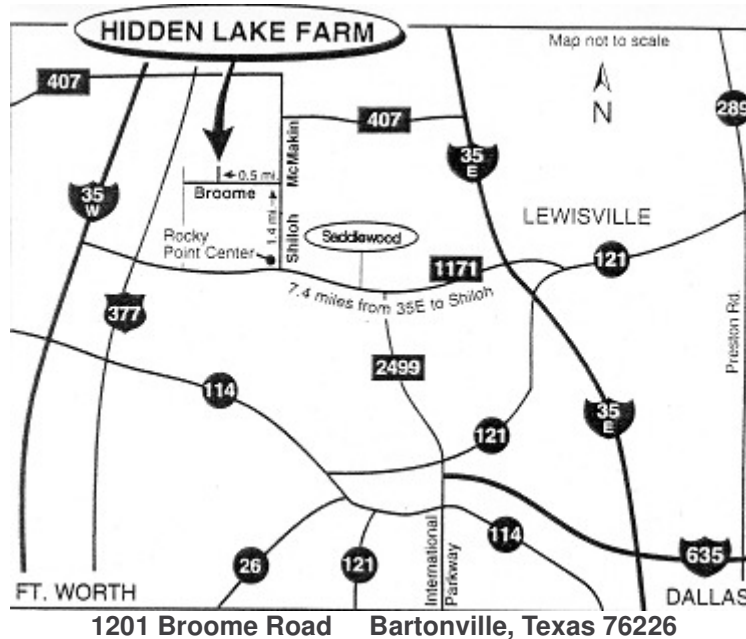 HIDDEN LAKE FARM
Map not to scale
407
289
407
N
McMakin
35
W
35
E
0.5 mi.
Broome
LEWISVILLE
1.4 mi.
Shiloh
Rocky
Point Center
Saddlewood
121
1171
7.4 miles from 35E to Shiloh
377
Preston Rd.
2499
114
35
E
121
114
26
121
International
Parkway
635
FT. WORTH
DALLAS
1201 Broome Road Bartonville, Texas 76226